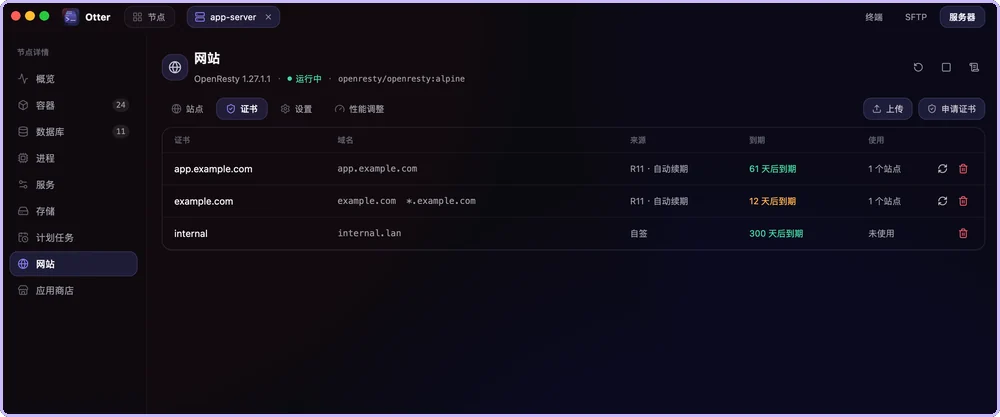 Otter 节点 app-server × 终端 SFTP 服务器
节点详情
概览
容器 24
数据库 11
进程
服务
存储
计划任务
网站
应用商店
网站
OpenResty 1.27.1.1 · 运行中 · openresty/openresty:alpine
站点 证书 设置 性能调整 上传 申请证书
证书 域名 来源 到期 使用
app.example.com app.example.com R11 · 自动续期 61 天后到期 1 个站点
example.com example.com *.example.com R11 · 自动续期 12 天后到期 1 个站点
internal internal.lan 自签 300 天后到期 未使用